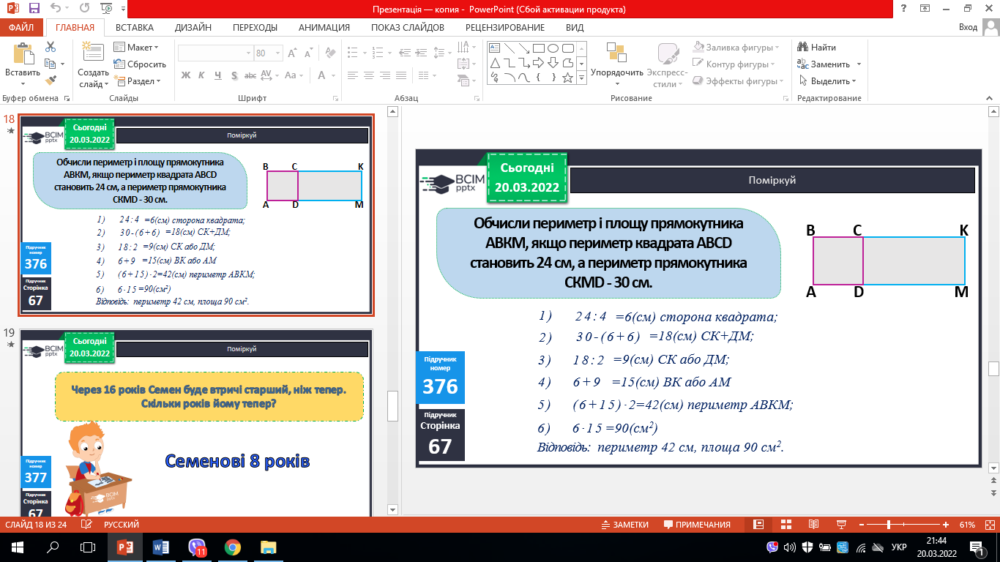 Презентація — копия - PowerPoint (Сбой активации продукта)
ФАЙЛ ГЛАВНАЯ ВСТАВКА ДИЗАЙН ПЕРЕХОДЫ АНИМАЦИЯ ПОКАЗ СЛАЙДОВ РЕЦЕНЗИРОВАНИЕ ВИД Вход
Вставить
Создать слайд
Макет
Сбросить
Раздел
80
Ж К Ч S abc AV Aa А
Упорядочить
Экспресс-стили
Заливка фигуры
Контур фигуры
Эффекты фигуры
Найти
Заменить
Выделить
Буфер обмена Слайды Шрифт Абзац Рисование Редактирование
18
Сьогодні
20.03.2022
BCIM
pptx
Поміркуй
Обчисли периметр і площу прямокутника
АВКМ, якщо периметр квадрата ABCD
становить 24 см, а периметр прямокутника
СКМD - 30 см.
B C K
A D M
1) 24:4 =6(см) сторона квадрата;
2) 30-(6+6) =18(см) СК+ДМ;
3) 18:2 =9(см) СК або ДМ;
4) 6+9 =15(см) ВК або АМ
5) (6+15)·2=42(см) периметр АВКМ;
6) 6·15=90(см²)
Відповідь: периметр 42 см, площа 90 см².
Підручник
номер
376
Підручник
Сторінка
67
19
Сьогодні
20.03.2022
BCIM
pptx
Поміркуй
Через 16 років Семен буде втричі старший, ніж тепер.
Скільки років йому тепер?
Семенові 8 років
BCIM
pptx
Підручник
номер
377
Підручник
Сторінка
67
Сьогодні
20.03.2022
BCIM
pptx
Поміркуй
Обчисли периметр і площу прямокутника
АВКМ, якщо периметр квадрата ABCD
становить 24 см, а периметр прямокутника
СКМD - 30 см.
B C K
A D M
1) 24:4 =6(см) сторона квадрата;
2) 30-(6+6) =18(см) СК+ДМ;
3) 18:2 =9(см) СК або ДМ;
4) 6+9 =15(см) ВК або АМ
5) (6+15)·2=42(см) периметр АВКМ;
6) 6·15=90(см²)
Відповідь: периметр 42 см, площа 90 см².
Підручник
номер
376
Підручник
Сторінка
67
СЛАЙД 18 ИЗ 24 РУССКИЙ ЗАМЕТКИ ПРИМЕЧАНИЯ 61%
11
УКР
21:44
20.03.2022
1